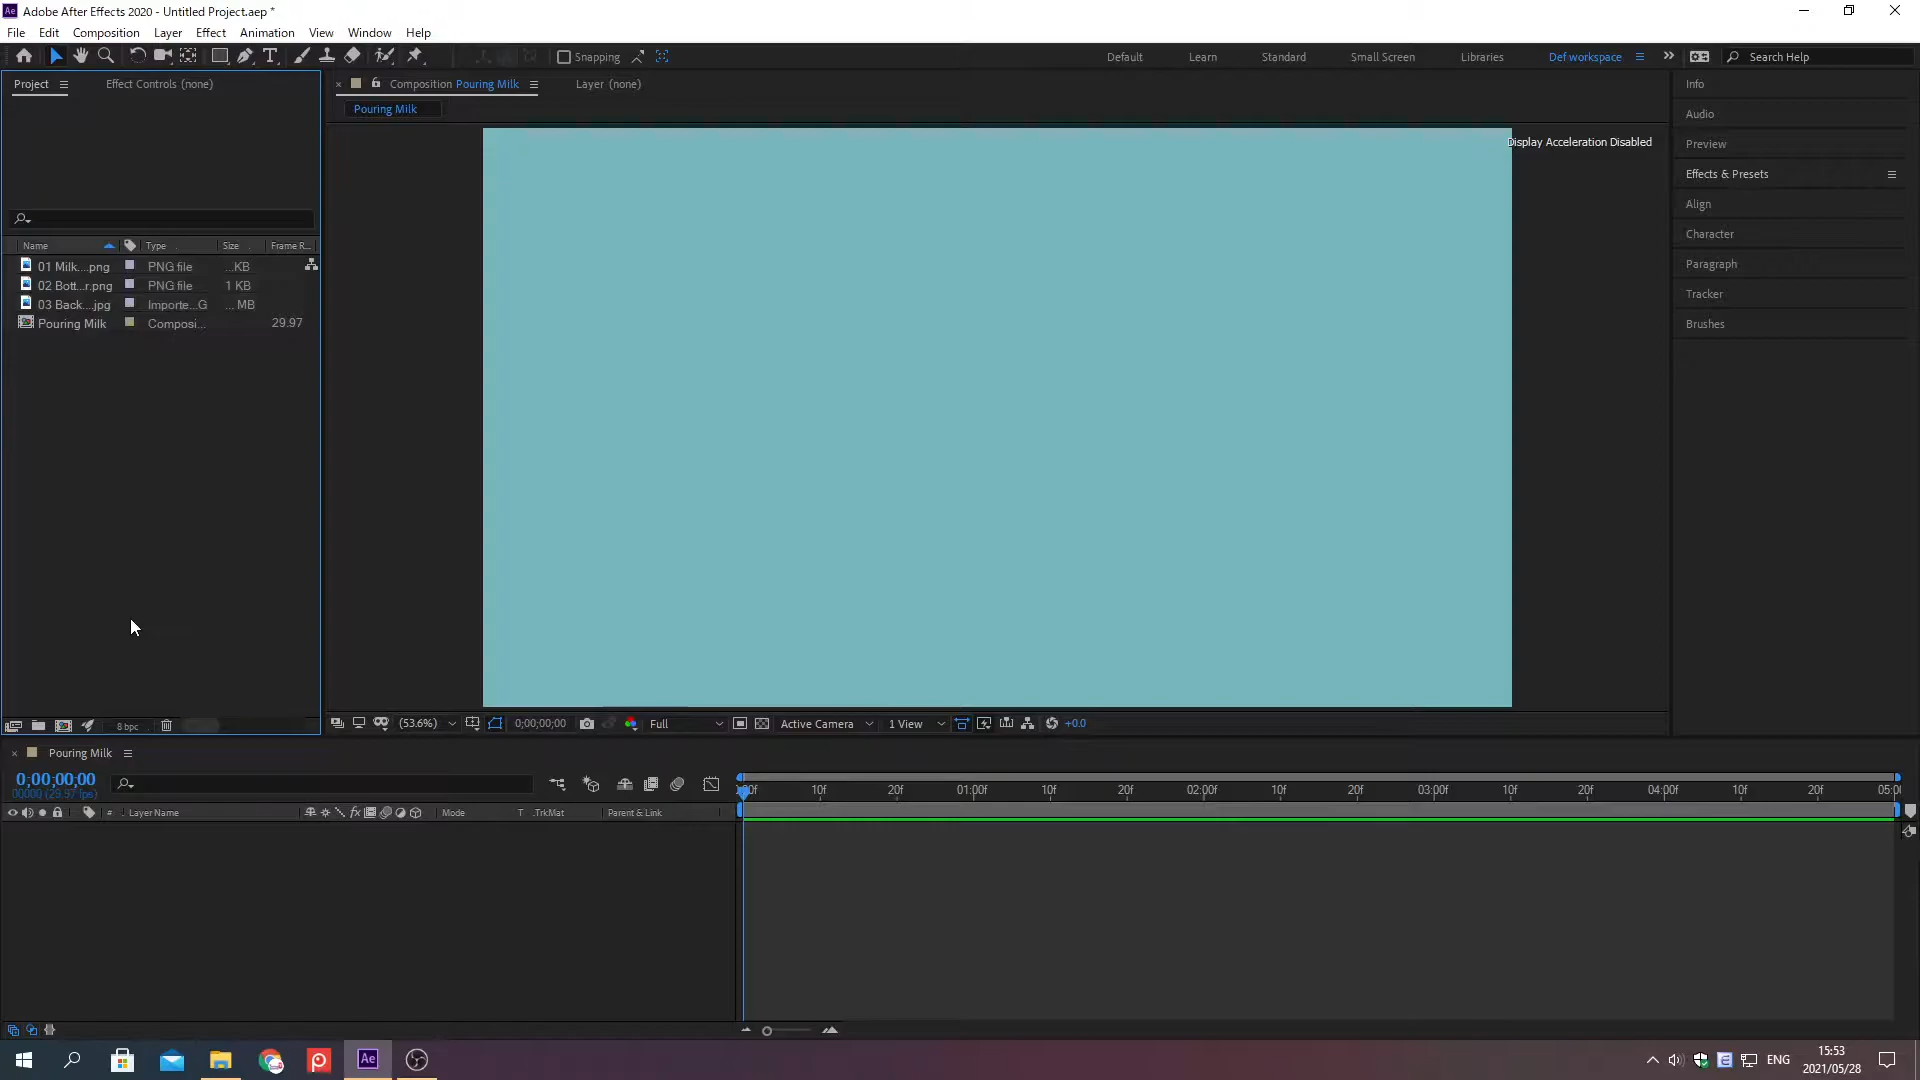 Adobe After Effects 2020 - Untitled Project.aep *
File Edit Composition Layer Effect Animation View Window Help
Snapping
Default Learn Standard Small Screen Libraries Def workspace Search Help
Project Effect Controls (none)
Composition Pouring Milk Layer (none)
Pouring Milk
Display Acceleration Disabled
Info
Audio
Preview
Effects & Presets
Align
Character
Paragraph
Tracker
Brushes
Name Type Size Frame R...
01 Milk....png PNG file ...KB
02 Bott...r.png PNG file 1 KB
03 Back....jpg Importe...G ... MB
Pouring Milk Composi... 29.97
8 bpc
(53.6%) 0;00;00;00 Full Active Camera 1 View +0.0
Pouring Milk
0;00;00;00
00000 (29.97 fps)
10f 20f 01:00f 10f 20f 02:00f 10f 20f 03:00f 10f 20f 04:00f 10f 20f 05:0
# Layer Name fx Mode T .TrkMat Parent & Link
Ae
ENG
15:53
2021/05/28